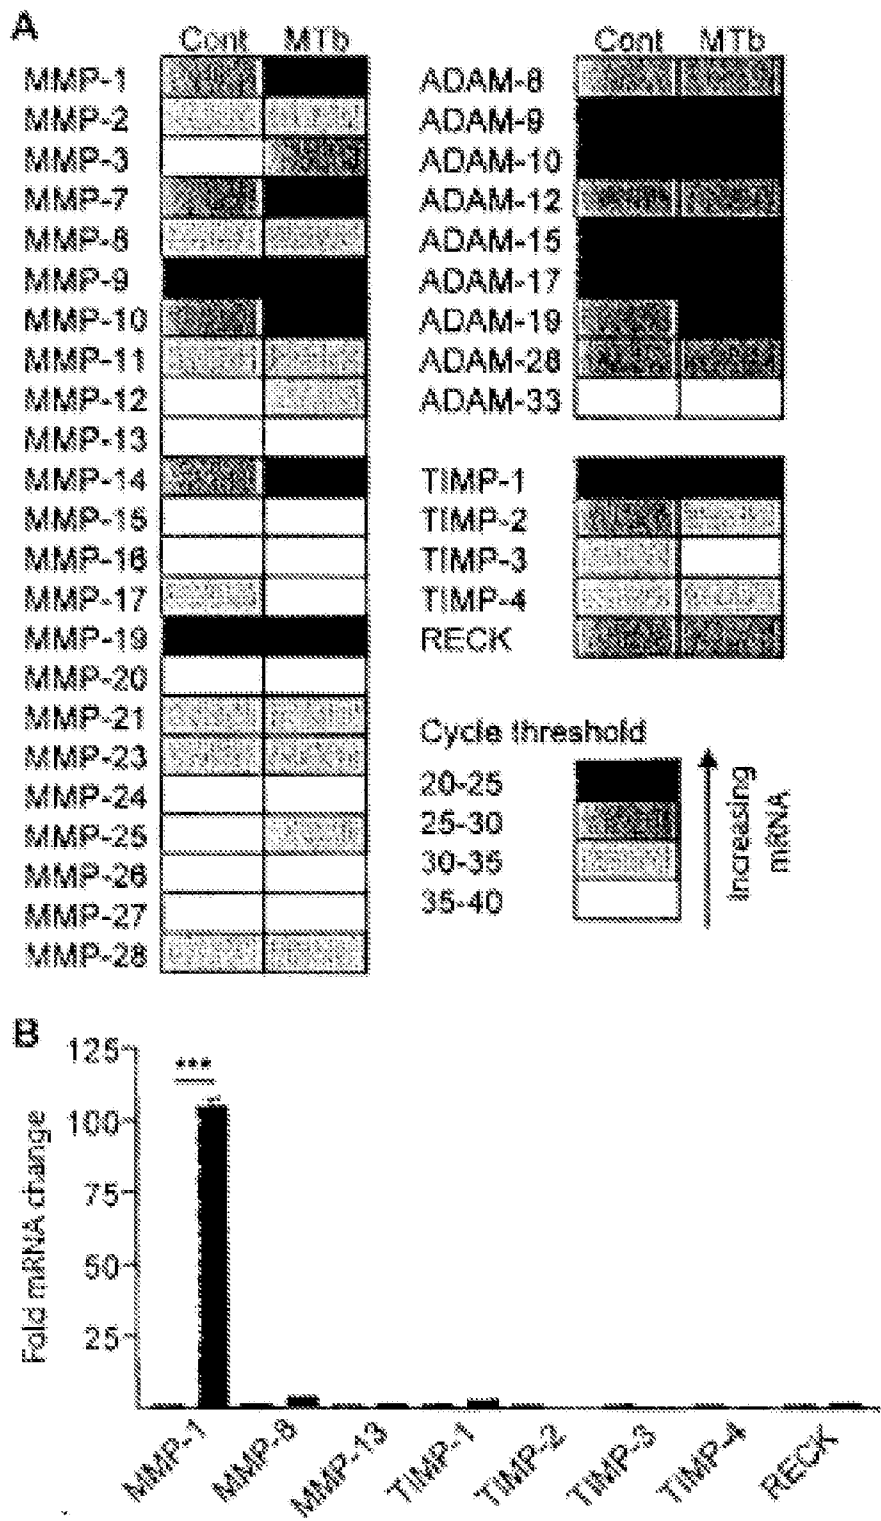 A
Cont MTb
MMP-1
MMP-2
MMP-3
MMP-7
MMP-8
MMP-9
MMP-10
MMP-11
MMP-12
MMP-13
MMP-14
MMP-15
MMP-16
MMP-17
MMP-19
MMP-20
MMP-21
MMP-23
MMP-24
MMP-25
MMP-26
MMP-27
MMP-28
Cont MTb
ADAM-8
ADAM-9
ADAM-10
ADAM-12
ADAM-15
ADAM-17
ADAM-19
ADAM-28
ADAM-33
TIMP-1
TIMP-2
TIMP-3
TIMP-4
RECK
Cycle threshold
20-25
25-30
30-35
35-40
Increasing
mRNA
B
Fold mRNA change
125
100
75
50
25
***
MMP-1
MMP-8
MMP-13
TIMP-1
TIMP-2
TIMP-3
TIMP-4
RECK